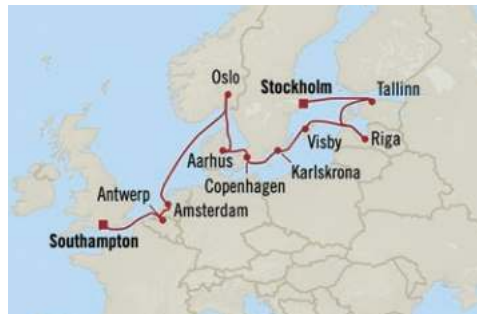 Oslo
Stockholm
Tallinn
Visby
Riga
Aarhus
Karlskrona
Copenhagen
Antwerp
Amsterdam
Southampton